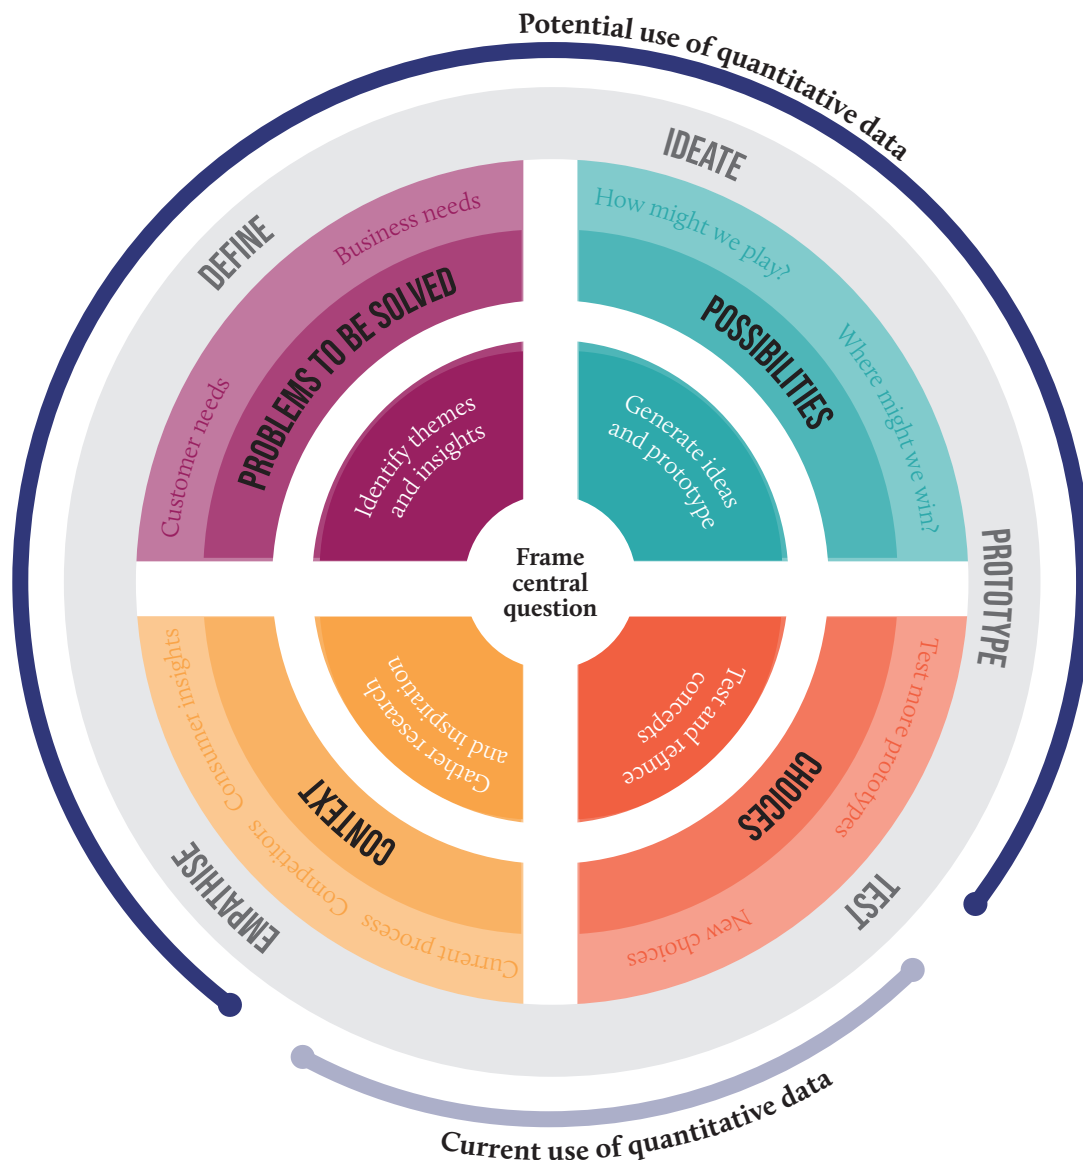 Potential use of quantitative data
IDEATE
DEFINE
Business needs
Customer needs
PROBLEMS TO BE SOLVED
Identify themes
and insights
How might we play?
Where might we win?
POSSIBILITIES
Generate ideas
and prototype
PROTOTYPE
Frame
central
question
Gather research
and inspiration
CONTEXT
Consumer insights
Competitors
Current process
EMPATHISE
Test and refince
concepts
CHOICES
Test more prototypes
New choices
TEST
Current use of quantitative data